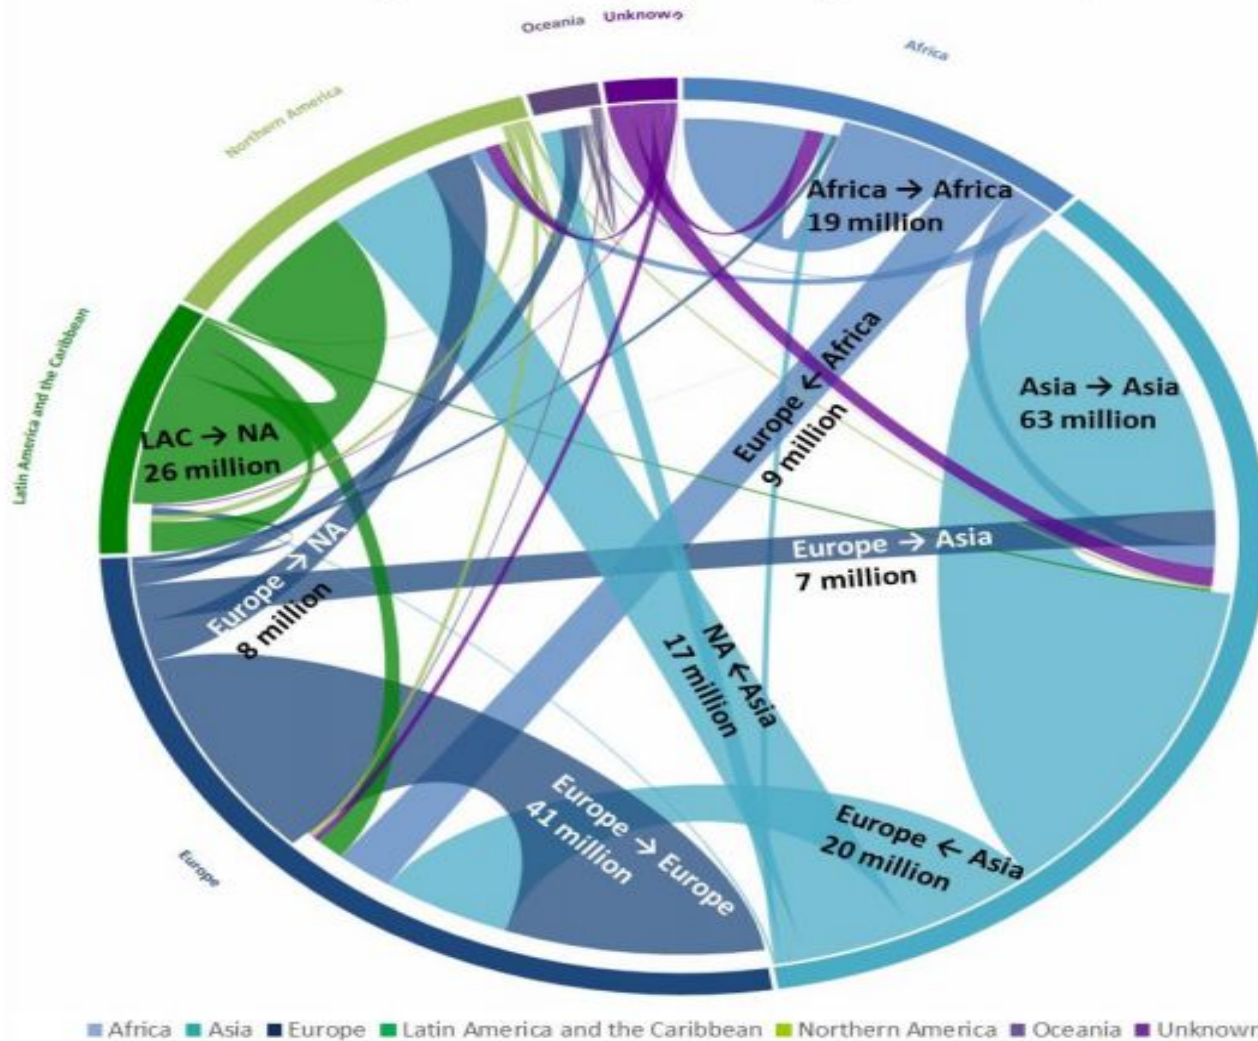 Oceania
Unknown
Africa
Northern America
Latin America and the Caribbean
Africa → Africa
19 million
Asia → Asia
63 million
Europe ← Africa
9 million
LAC → NA
26 million
Europe → NA
8 million
Europe → Asia
7 million
NA ← Asia
17 million
Europe → Europe
41 million
Europe ← Asia
20 million
Europe
Africa Asia Europe Latin America and the Caribbean Northern America Oceania Unknown